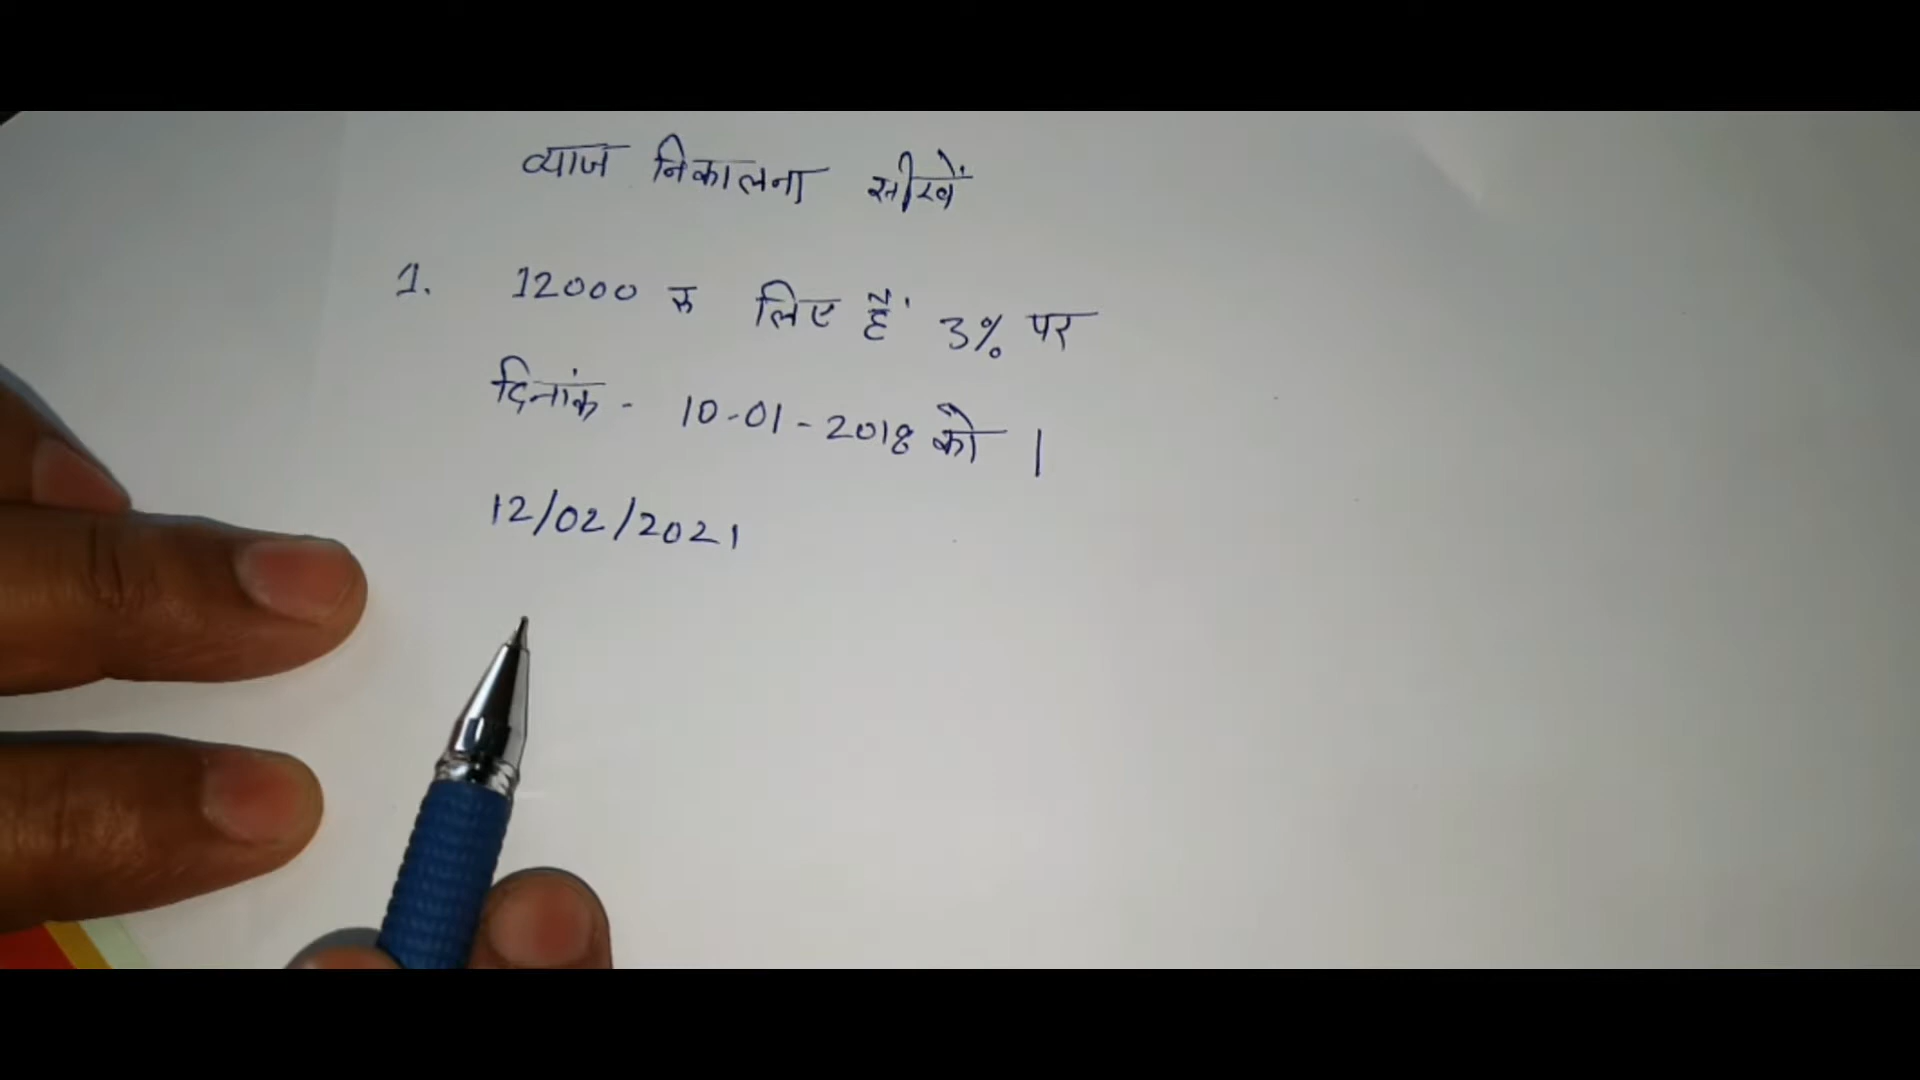 व्याज निकालना सीखें
1. 12000 रु लिए हैं 3% पर
दिनांक - 10-01-2018 को ।
12/02/2021